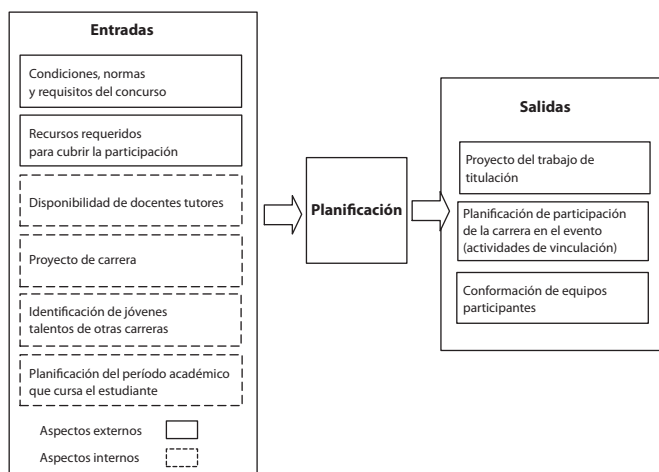 Entradas
Condiciones, normas
y requisitos del concurso
Recursos requeridos
para cubrir la participación
Disponibilidad de docentes tutores
Proyecto de carrera
Identificación de jóvenes
talentos de otras carreras
Planificación del período académico
que cursa el estudiante
Aspectos externos
Aspectos internos
Planificación
Salidas
Proyecto del trabajo de
titulación
Planificación de participación
de la carrera en el evento
(actividades de vinculación)
Conformación de equipos
participantes